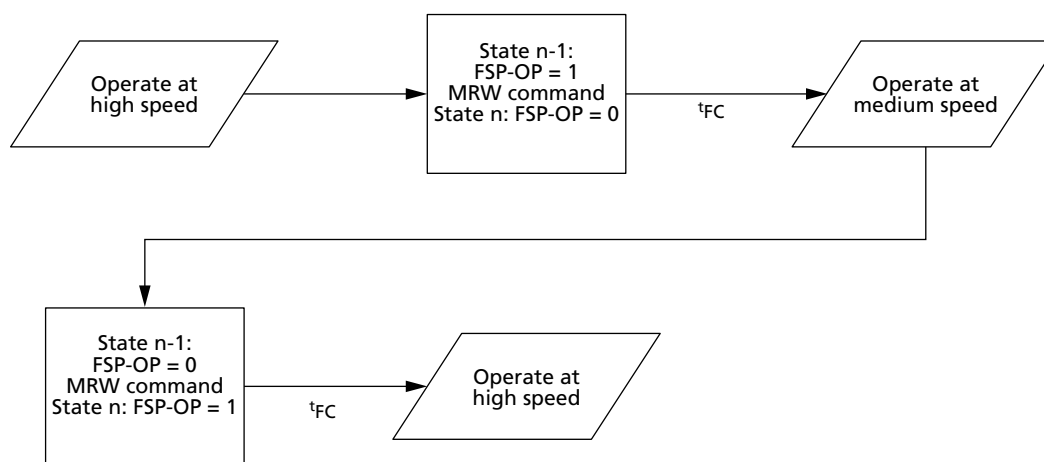 Operate at
high speed
State n-1:
FSP-OP = 1
MRW command
State n: FSP-OP = 0
tFC
Operate at
medium speed
State n-1:
FSP-OP = 0
MRW command
State n: FSP-OP = 1
tFC
Operate at
high speed